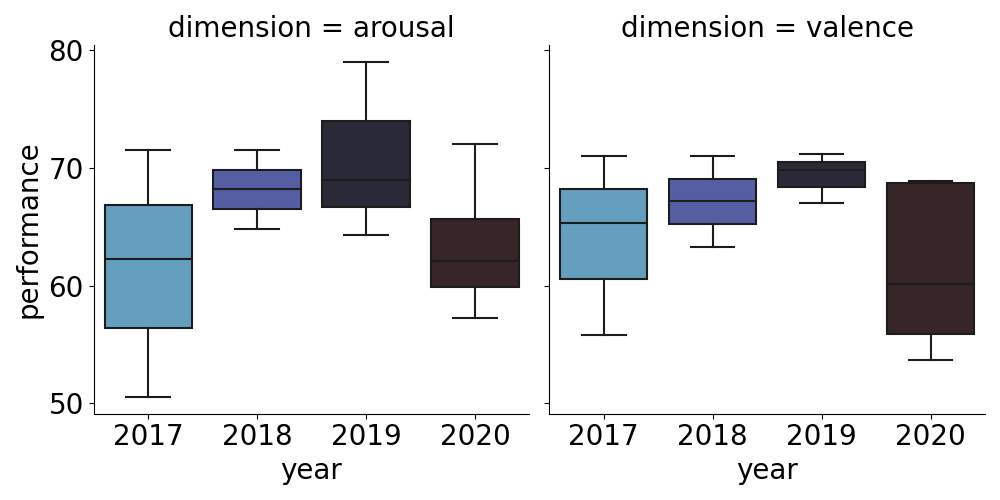 dimension = arousal
dimension = valence
performance
80
70
60
50
2017 2018 2019 2020
2017 2018 2019 2020
year
year